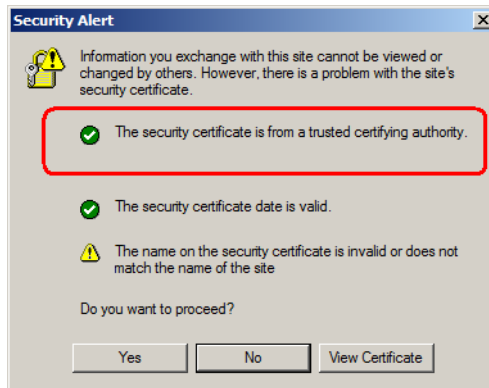 Security Alert
Information you exchange with this site cannot be viewed or
changed by others. However, there is a problem with the site's
security certificate.
The security certificate is from a trusted certifying authority.
The security certificate date is valid.
The name on the security certificate is invalid or does not
match the name of the site
Do you want to proceed?
Yes
No
View Certificate